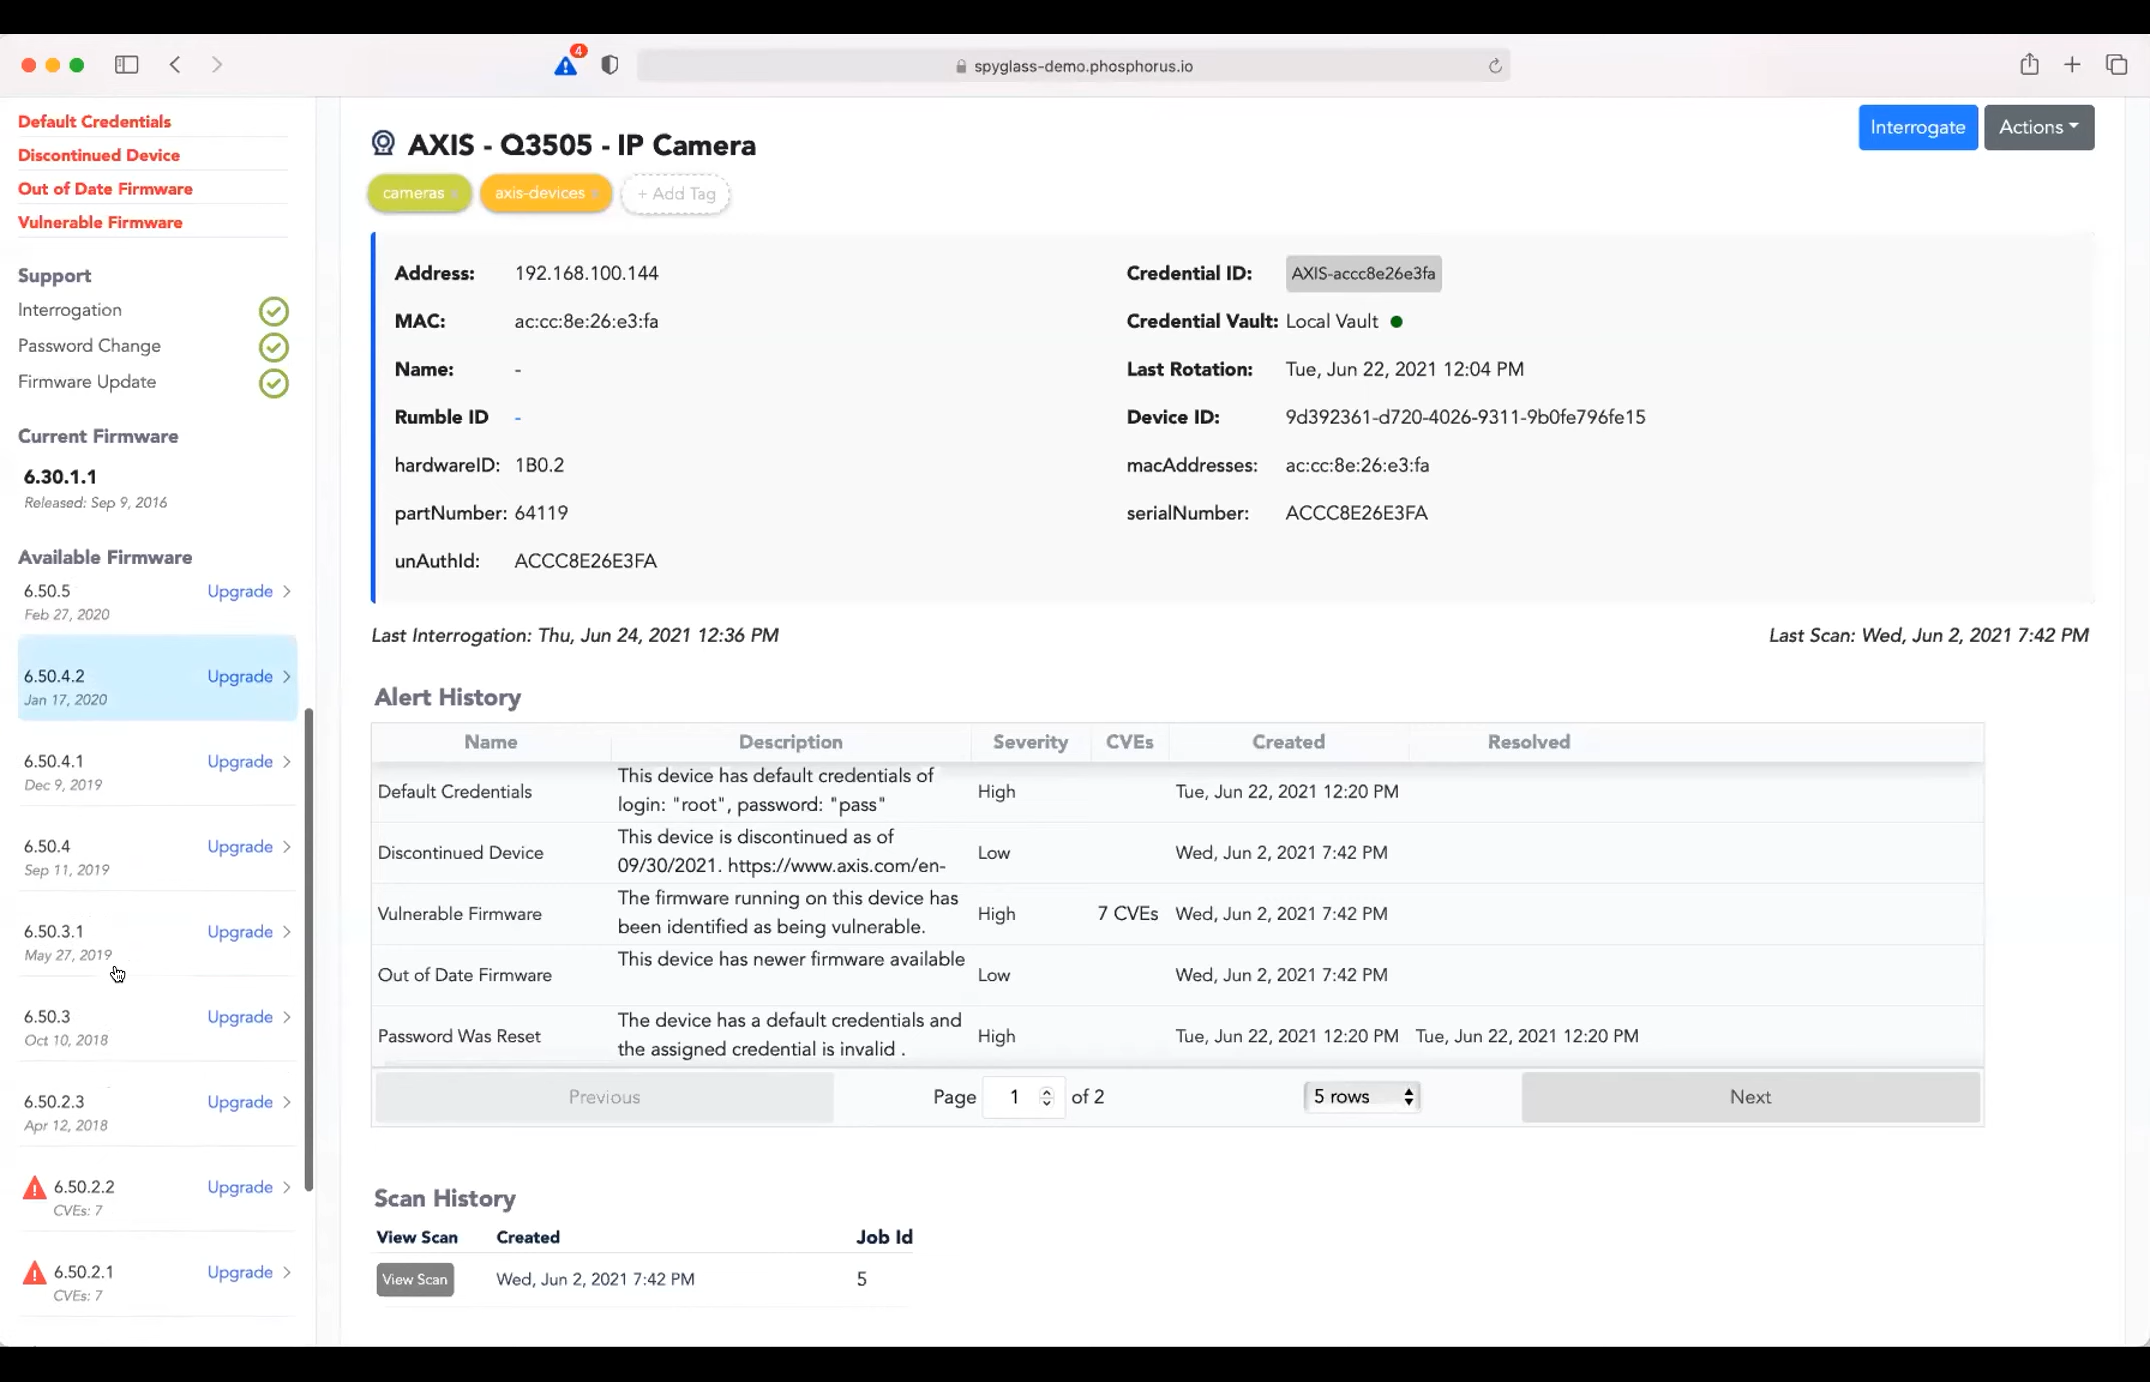 4
spyglass-demo.phosphorus.io
Default Credentials
Discontinued Device
Out of Date Firmware
Vulnerable Firmware
Support
Interrogation
Password Change
Firmware Update
Current Firmware
6.30.1.1
Released: Sep 9, 2016
Available Firmware
6.50.5 Upgrade
Feb 27, 2020
6.50.4.2 Upgrade
Jan 17, 2020
6.50.4.1 Upgrade
Dec 9, 2019
6.50.4 Upgrade
Sep 11, 2019
6.50.3.1 Upgrade
May 27, 2019
6.50.3 Upgrade
Oct 10, 2018
6.50.2.3 Upgrade
Apr 12, 2018
6.50.2.2 Upgrade
CVEs: 7
6.50.2.1 Upgrade
CVEs: 7
AXIS - Q3505 - IP Camera
Interrogate Actions
cameras x axis-devices x + Add Tag
Address: 192.168.100.144
MAC: ac:cc:8e:26:e3:fa
Name: -
Rumble ID -
hardwareID: 1B0.2
partNumber: 64119
unAuthId: ACCC8E26E3FA
Credential ID: AXIS-accc8e26e3fa
Credential Vault: Local Vault
Last Rotation: Tue, Jun 22, 2021 12:04 PM
Device ID: 9d392361-d720-4026-9311-9b0fe796fe15
macAddresses: ac:cc:8e:26:e3:fa
serialNumber: ACCC8E26E3FA
Last Interrogation: Thu, Jun 24, 2021 12:36 PM
Last Scan: Wed, Jun 2, 2021 7:42 PM
Alert History
Name Description Severity CVEs Created Resolved
Default Credentials This device has default credentials of High Tue, Jun 22, 2021 12:20 PM
login: "root", password: "pass"
Discontinued Device This device is discontinued as of Low Wed, Jun 2, 2021 7:42 PM
09/30/2021. https://www.axis.com/en-
Vulnerable Firmware The firmware running on this device has High 7 CVEs Wed, Jun 2, 2021 7:42 PM
been identified as being vulnerable.
Out of Date Firmware This device has newer firmware available Low Wed, Jun 2, 2021 7:42 PM
Password Was Reset The device has a default credentials and High Tue, Jun 22, 2021 12:20 PM Tue, Jun 22, 2021 12:20 PM
the assigned credential is invalid .
Previous Page 1 of 2 5 rows Next
Scan History
View Scan Created Job Id
View Scan Wed, Jun 2, 2021 7:42 PM 5